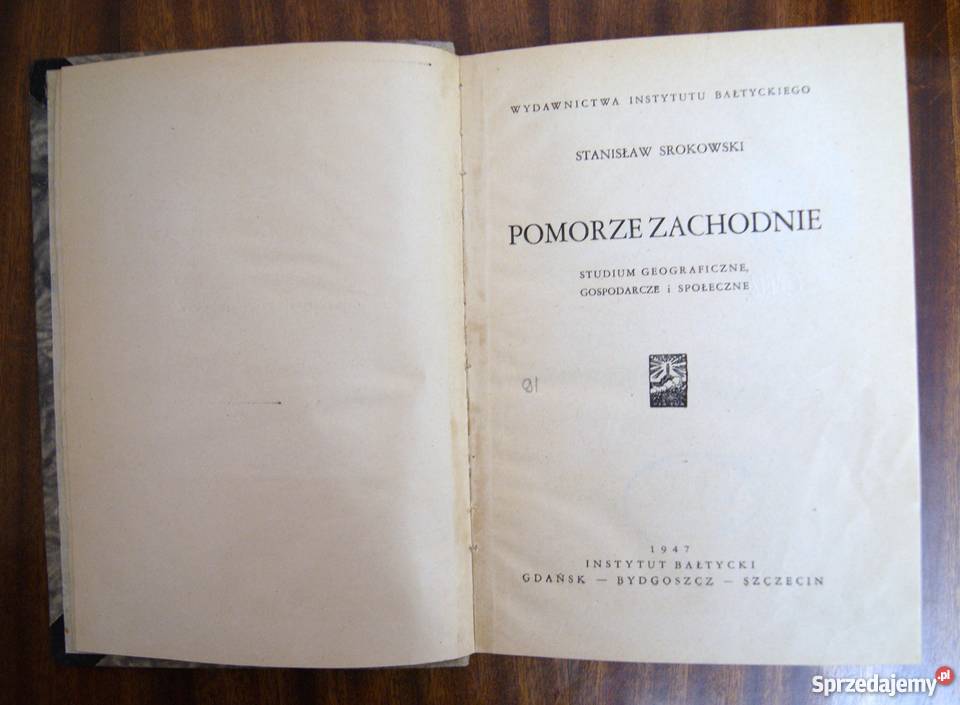 WYDAWNICTWA INSTYTUTU BAŁTYCKIEGO
STANISŁAW SROKOWSKI
POMORZE ZACHODNIE
STUDIUM GEOGRAFICZNE,
GOSPODARCZE i SPOŁECZNE
81
1947
INSTYTUT BAŁTYCKI
GDAŃSK — BYDGOSZCZ — SZCZECIN
Sprzedajemy.pl